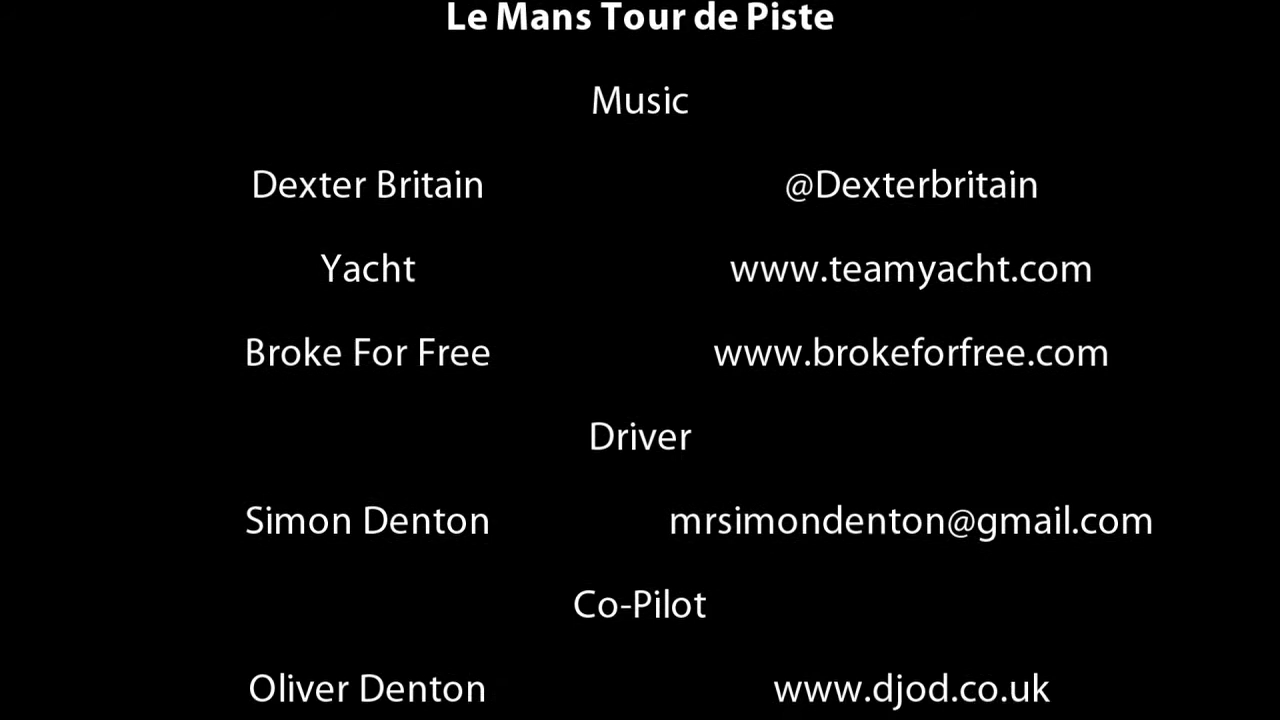 Le Mans Tour de Piste
Music
Dexter Britain @Dexterbritain
Yacht www.teamyacht.com
Broke For Free www.brokeforfree.com
Driver
Simon Denton mrsimondenton@gmail.com
Co-Pilot
Oliver Denton www.djod.co.uk